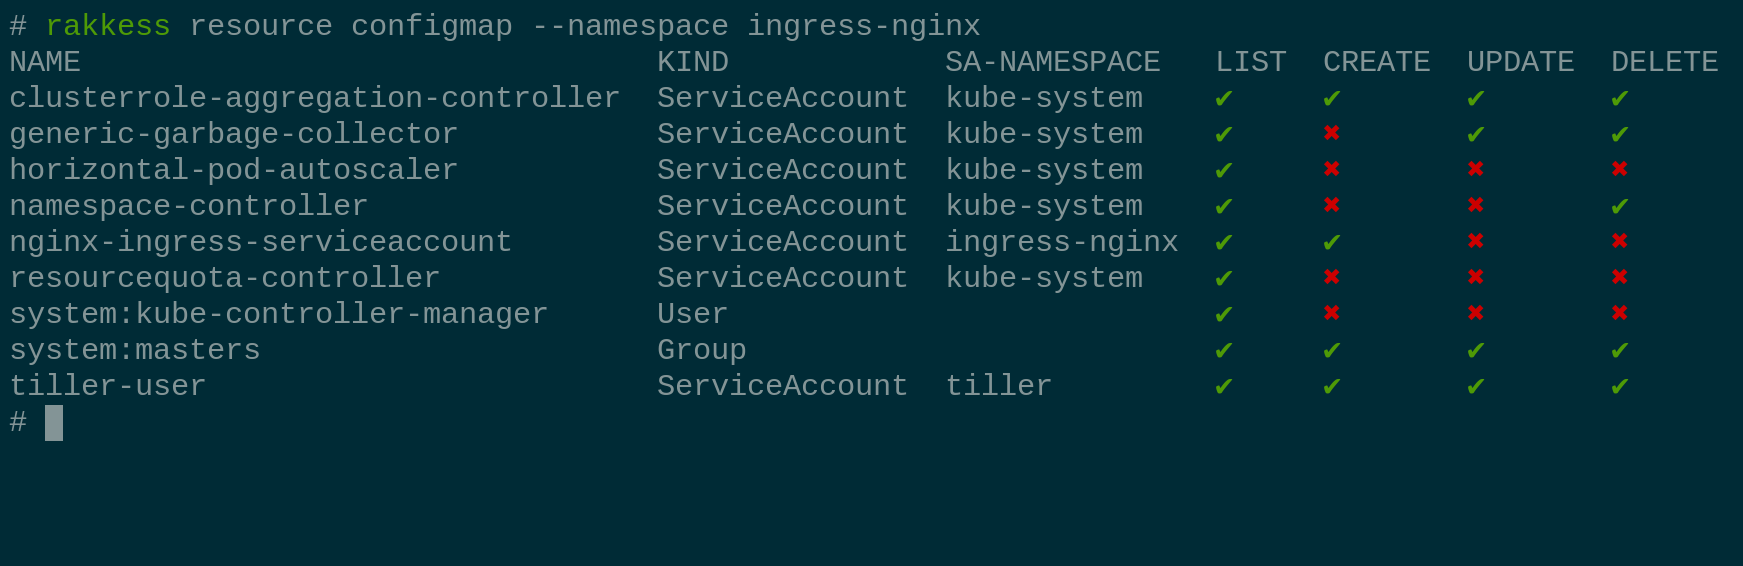 # rakkess resource configmap --namespace ingress-nginx
NAME                                KIND            SA-NAMESPACE   LIST  CREATE  UPDATE  DELETE
clusterrole-aggregation-controller  ServiceAccount  kube-system    ✔     ✔       ✔       ✔
generic-garbage-collector           ServiceAccount  kube-system    ✔     ✖       ✔       ✔
horizontal-pod-autoscaler           ServiceAccount  kube-system    ✔     ✖       ✖       ✖
namespace-controller                ServiceAccount  kube-system    ✔     ✖       ✖       ✔
nginx-ingress-serviceaccount        ServiceAccount  ingress-nginx  ✔     ✔       ✖       ✖
resourcequota-controller            ServiceAccount  kube-system    ✔     ✖       ✖       ✖
system:kube-controller-manager      User                           ✔     ✖       ✖       ✖
system:masters                      Group                          ✔     ✔       ✔       ✔
tiller-user                         ServiceAccount  tiller         ✔     ✔       ✔       ✔
#